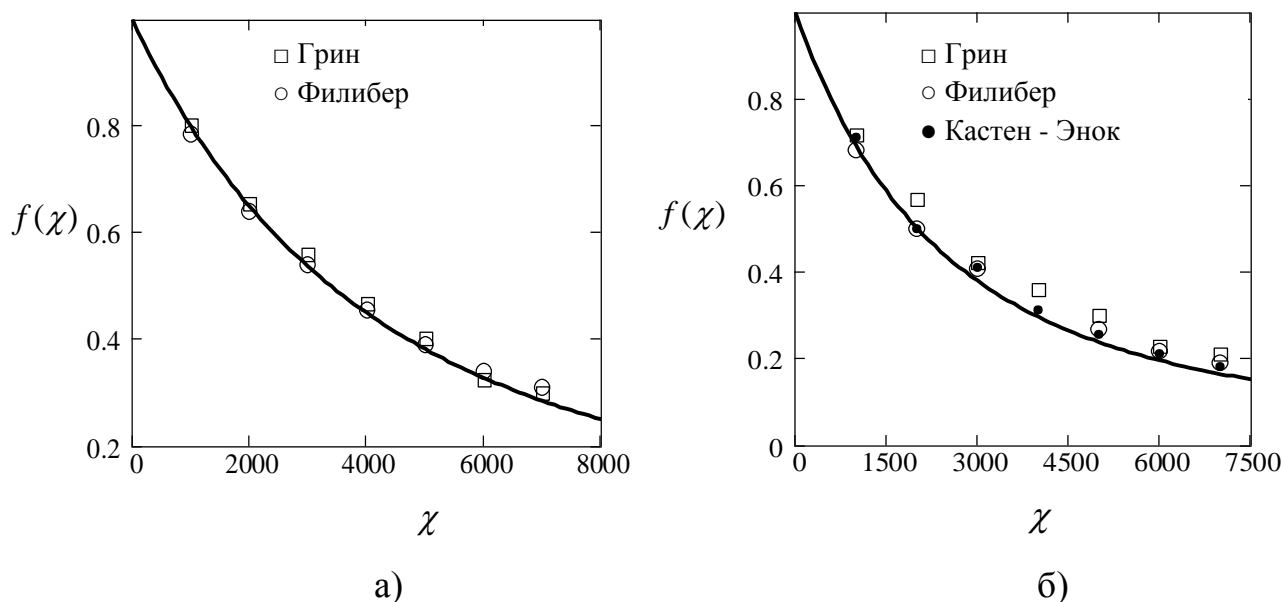 Грин
Филибер
0.8
0.6
0.4
0.2
f(χ)
0 2000 4000 6000 8000
χ
а)
Грин
Филибер
Кастен - Энок
0.8
0.6
0.4
0.2
0
f(χ)
0 1500 3000 4500 6000 7500
χ
б)